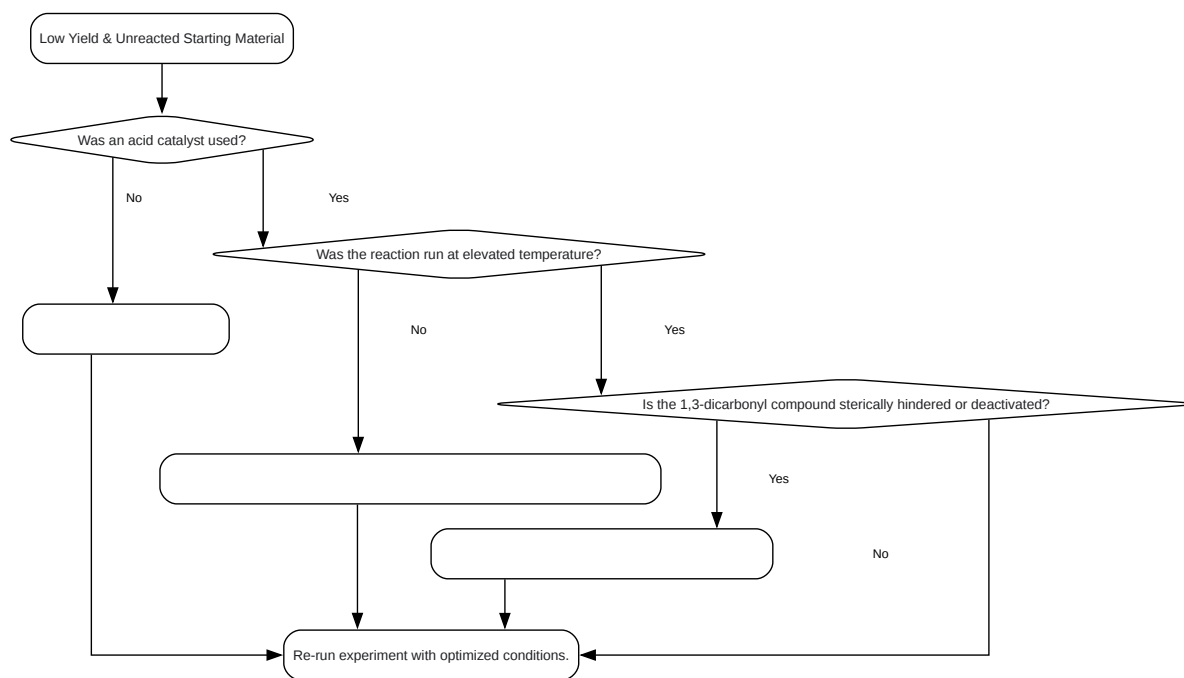 Low Yield & Unreacted Starting Material
Was an acid catalyst used?
No
Yes
Was the reaction run at elevated temperature?
No
Yes
Is the 1,3-dicarbonyl compound sterically hindered or deactivated?
Yes
No
Re-run experiment with optimized conditions.